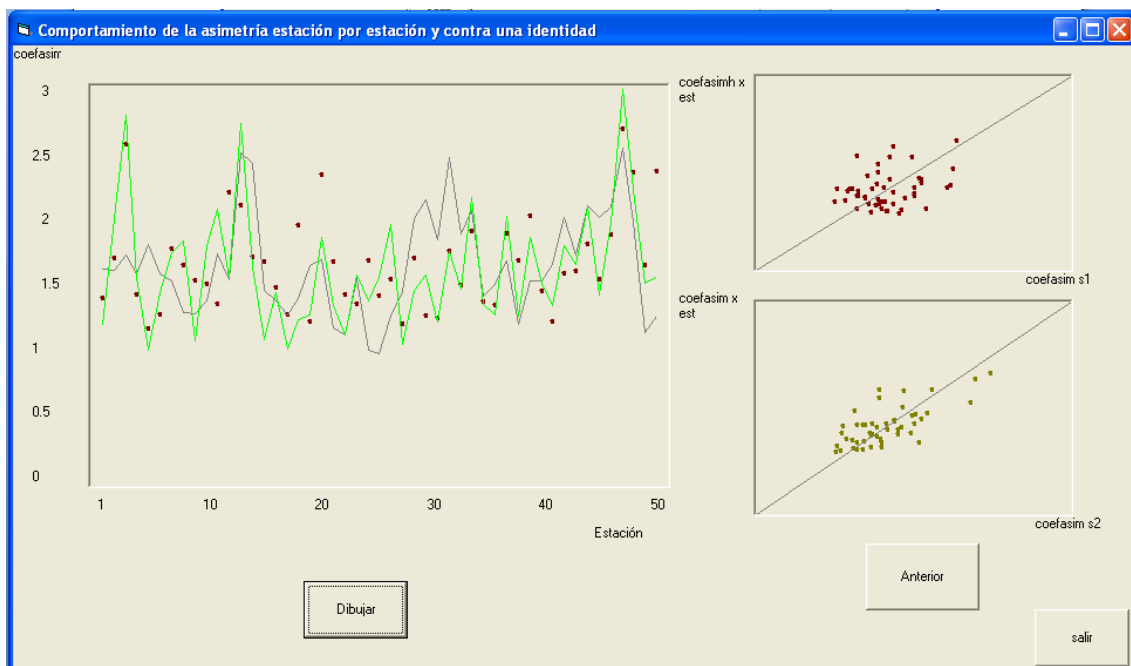 Comportamiento de la asimetría estación por estación y contra una identidad
coefasirr
3
2.5
2
1.5
1
0.5
0
1 10 20 30 40 50
Estación
coefasimh x
est
coefasim s1
coefasim x
est
coefasim s2
Dibujar
Anterior
salir